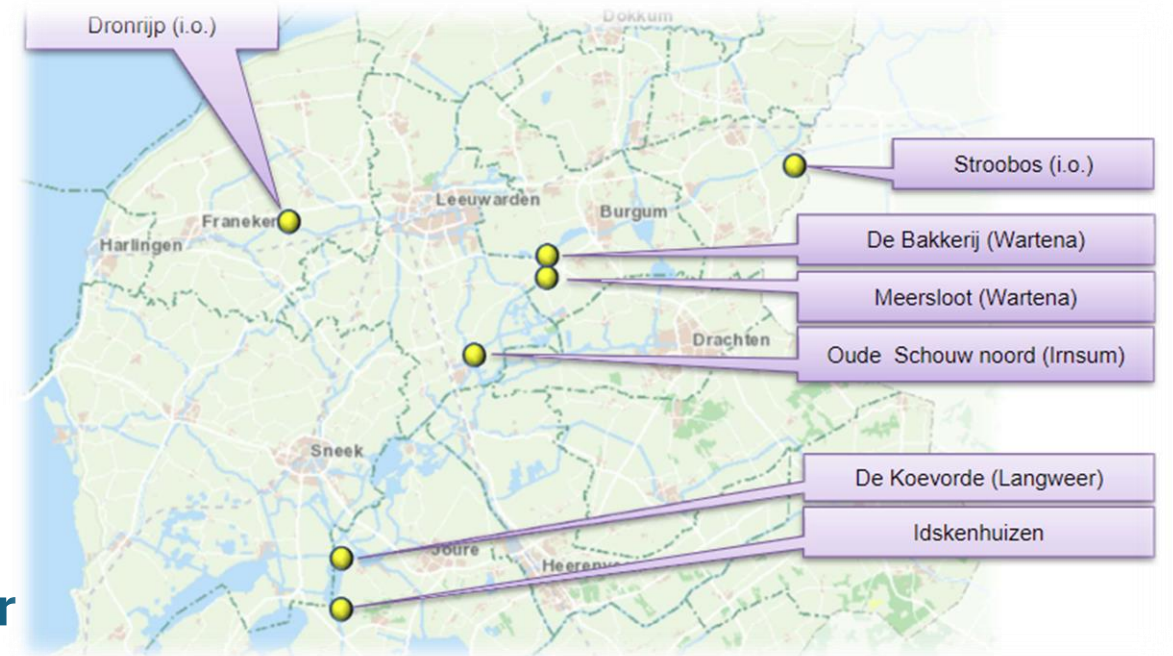 Dronrijp (i.o.)
Dokkum
Stroobos (i.o.)
Leeuwarden
Burgum
Franeker
De Bakkerij (Wartena)
Harlingen
Meersloot (Wartena)
Drachten
Oude Schouw noord (Irnsum)
Sneek
De Koevorde (Langweer)
Idskenhuizen
Joure
Heerenv
r